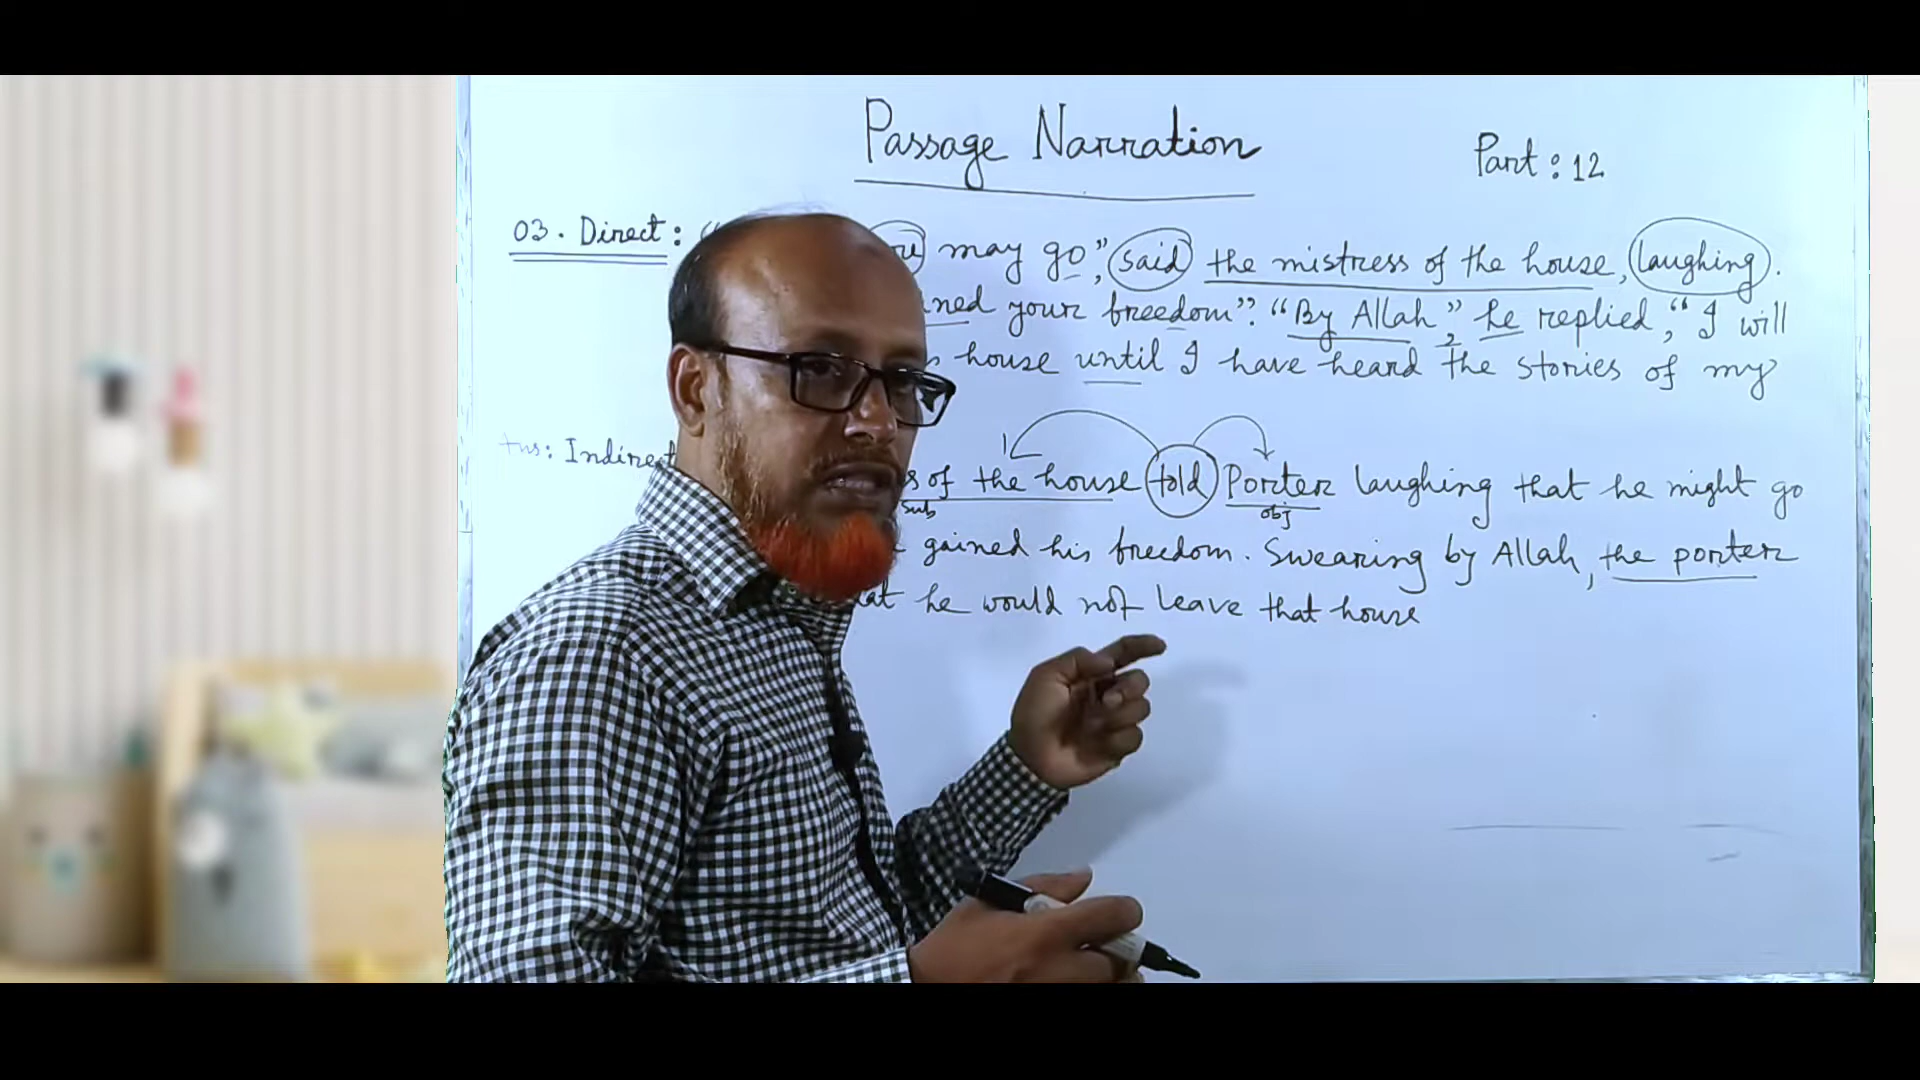 Passage Narration
Part: 12
03. Direct: “ may go”, said the mistress of the house, laughing.
your freedom”. “By Allah”, he replied, “I will
house until I have heard the stories of my
Ans: Indirect of the house told Porter laughing that he might go
sub obj
gained his freedom. Swearing by Allah, the porter
he would not leave that house